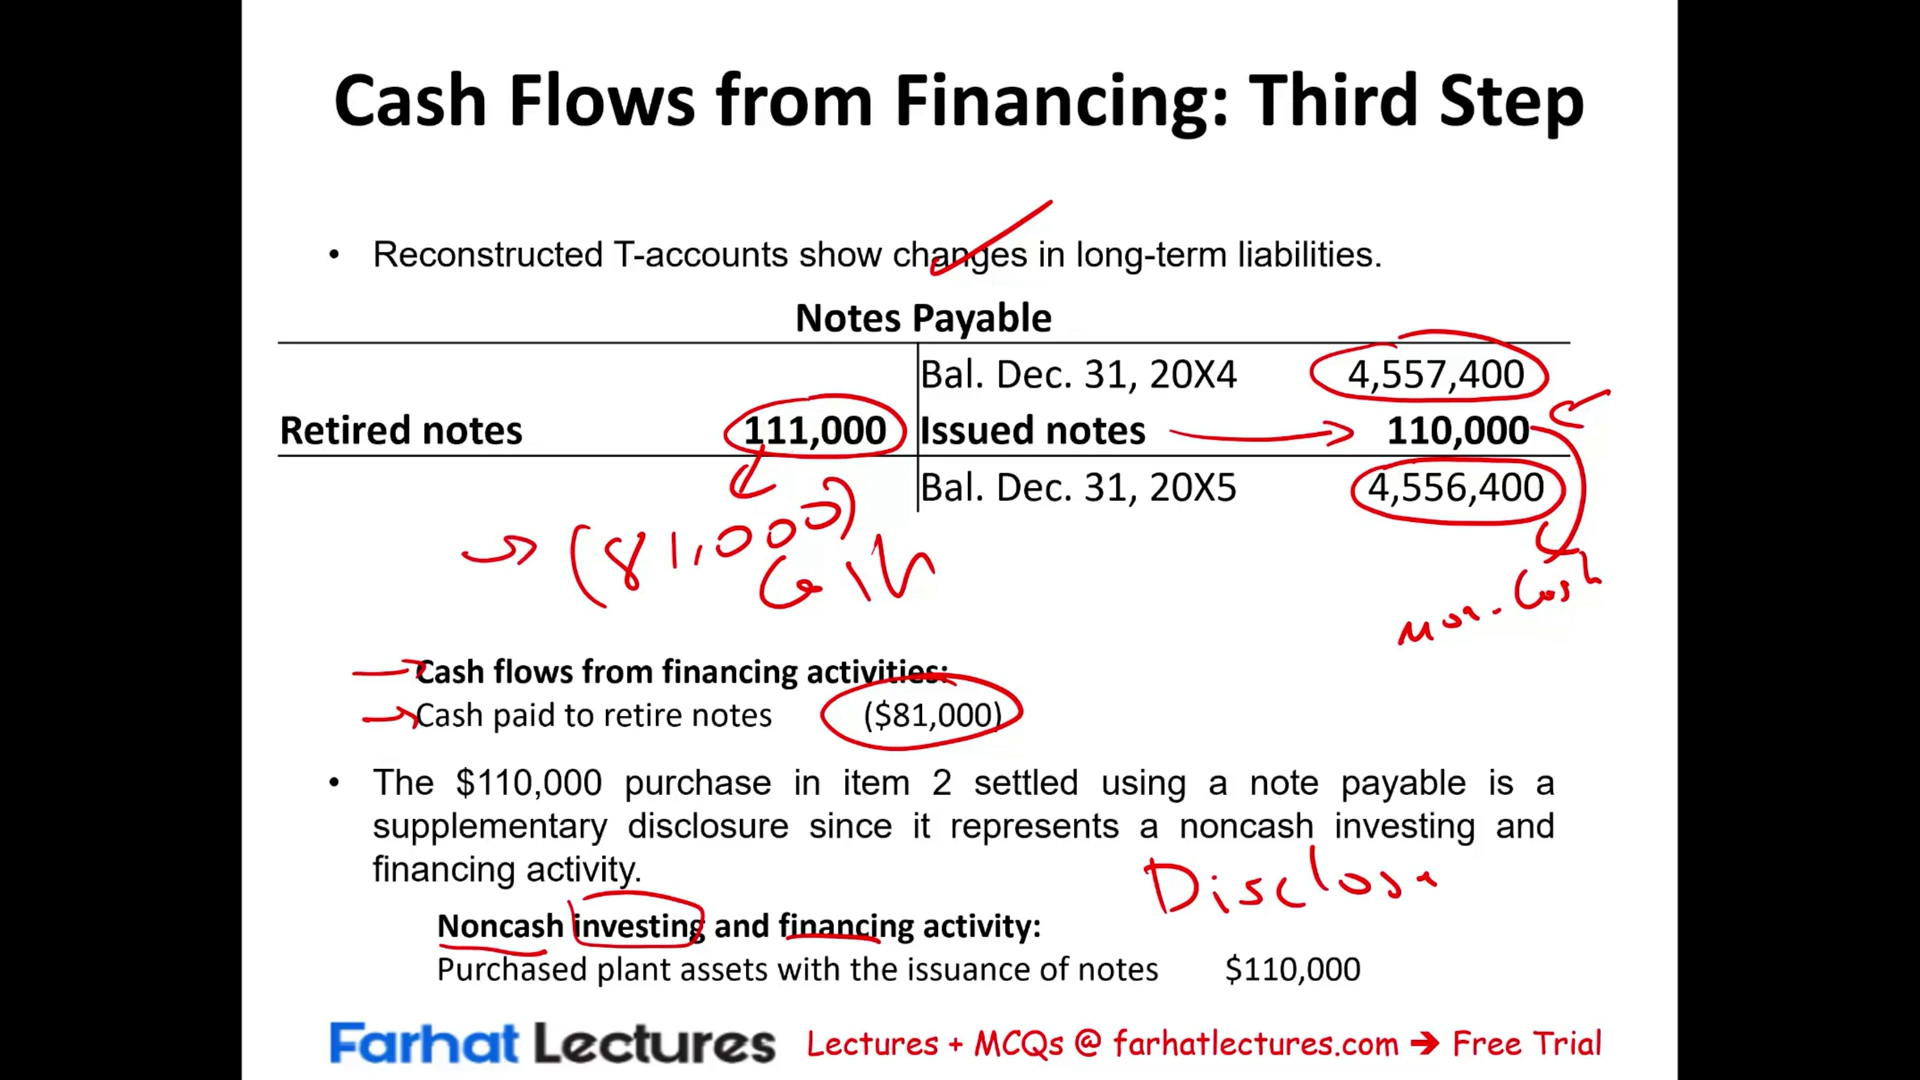 Cash Flows from Financing: Third Step
• Reconstructed T-accounts show changes in long-term liabilities.
Notes Payable
Bal. Dec. 31, 20X4 4,557,400
Retired notes 111,000 Issued notes 110,000
Bal. Dec. 31, 20X5 4,556,400
(81,000)
Gain
Non-Cash
Cash flows from financing activities:
Cash paid to retire notes ($81,000)
• The $110,000 purchase in item 2 settled using a note payable is a
supplementary disclosure since it represents a noncash investing and
financing activity.
Disclose
Noncash investing and financing activity:
Purchased plant assets with the issuance of notes $110,000
Farhat Lectures Lectures + MCQs @ farhatlectures.com → Free Trial